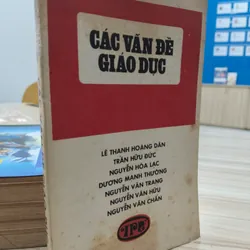 CÁC VẤN ĐỀ
GIÁO DỤC
LÊ THANH HOÀNG DÂN
TRẦN HỮU ĐỨC
NGUYỄN HÒA LẠC
DƯƠNG MẠNH THƯỜNG
NGUYỄN VĂN TRANG
NGUYỄN VĂN HỮU
NGUYỄN VĂN CHẤN